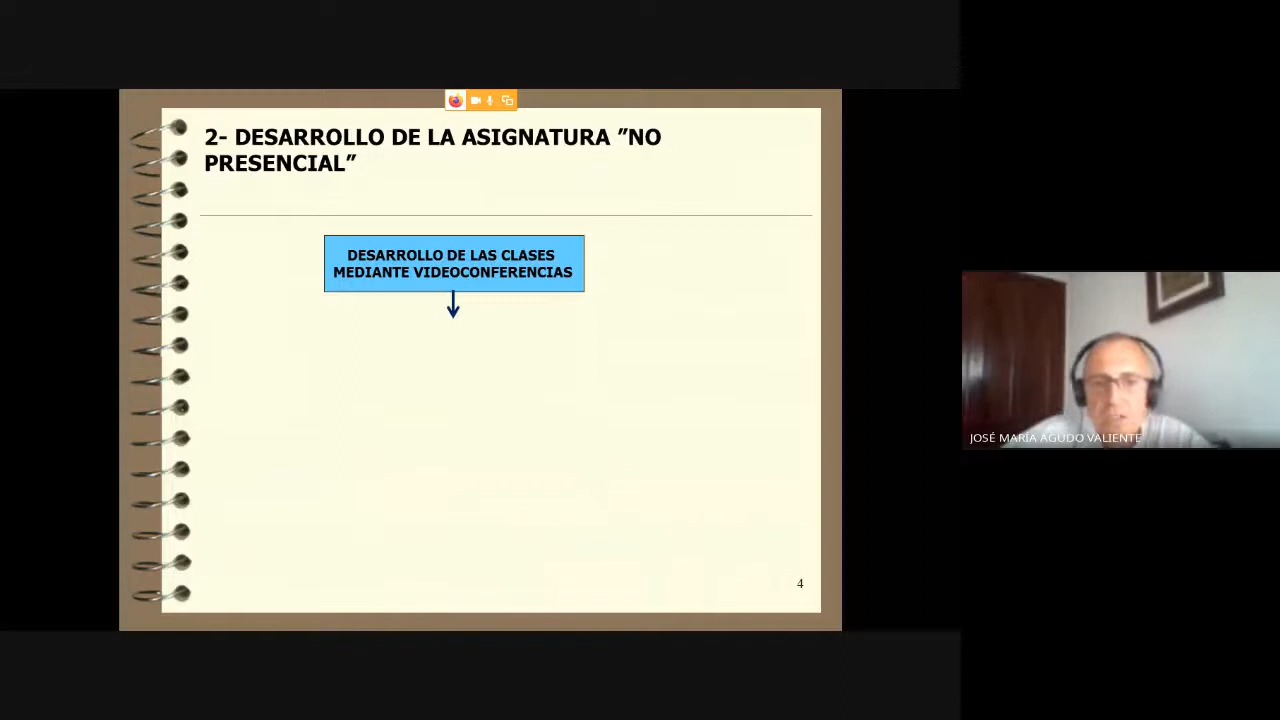 2- DESARROLLO DE LA ASIGNATURA ”NO
PRESENCIAL”
DESARROLLO DE LAS CLASES
MEDIANTE VIDEOCONFERENCIAS
JOSÉ MARÍA AGUDO VALIENTE
4